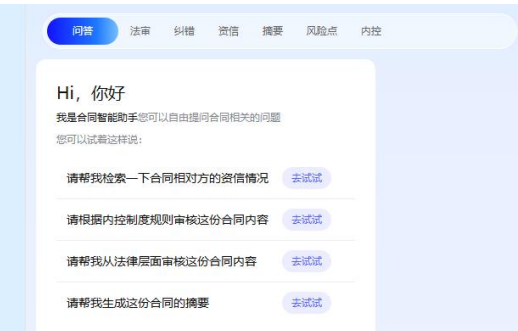 问答 法审 纠错 资信 摘要 风险点 内控
Hi，你好
我是合同智能助手您可以自由提问合同相关的问题
您可以试着这样说：
请帮我检索一下合同相对方的资信情况 去试试
请根据内控制度规则审核这份合同内容 去试试
请帮我从法律层面审核这份合同内容 去试试
请帮我生成这份合同的摘要 去试试